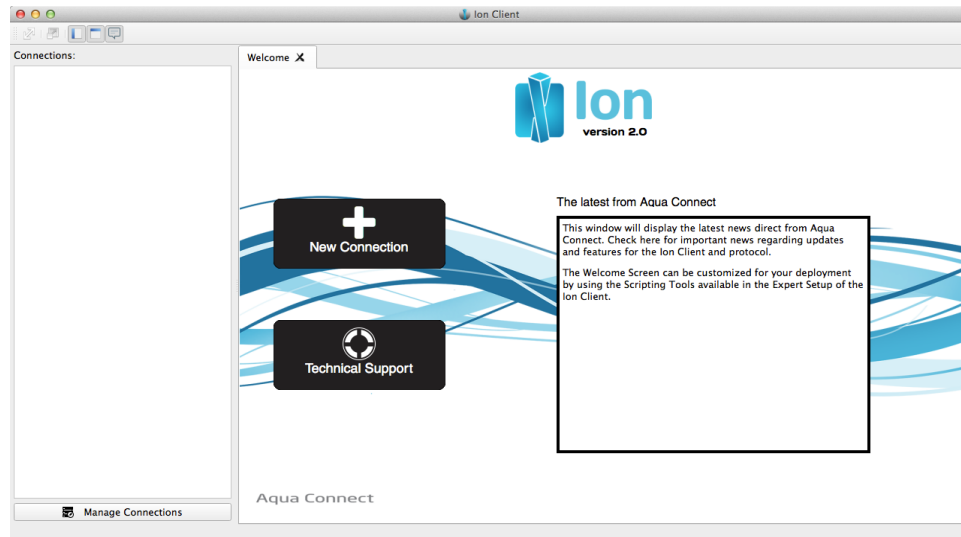 Ion Client
Connections:
Welcome
Ion
version 2.0
New Connection
Technical Support
The latest from Aqua Connect
This window will display the latest news direct from Aqua
Connect. Check here for important news regarding updates
and features for the Ion Client and protocol.
The Welcome Screen can be customized for your deployment
by using the Scripting Tools available in the Expert Setup of the
Ion Client.
Aqua Connect
Manage Connections